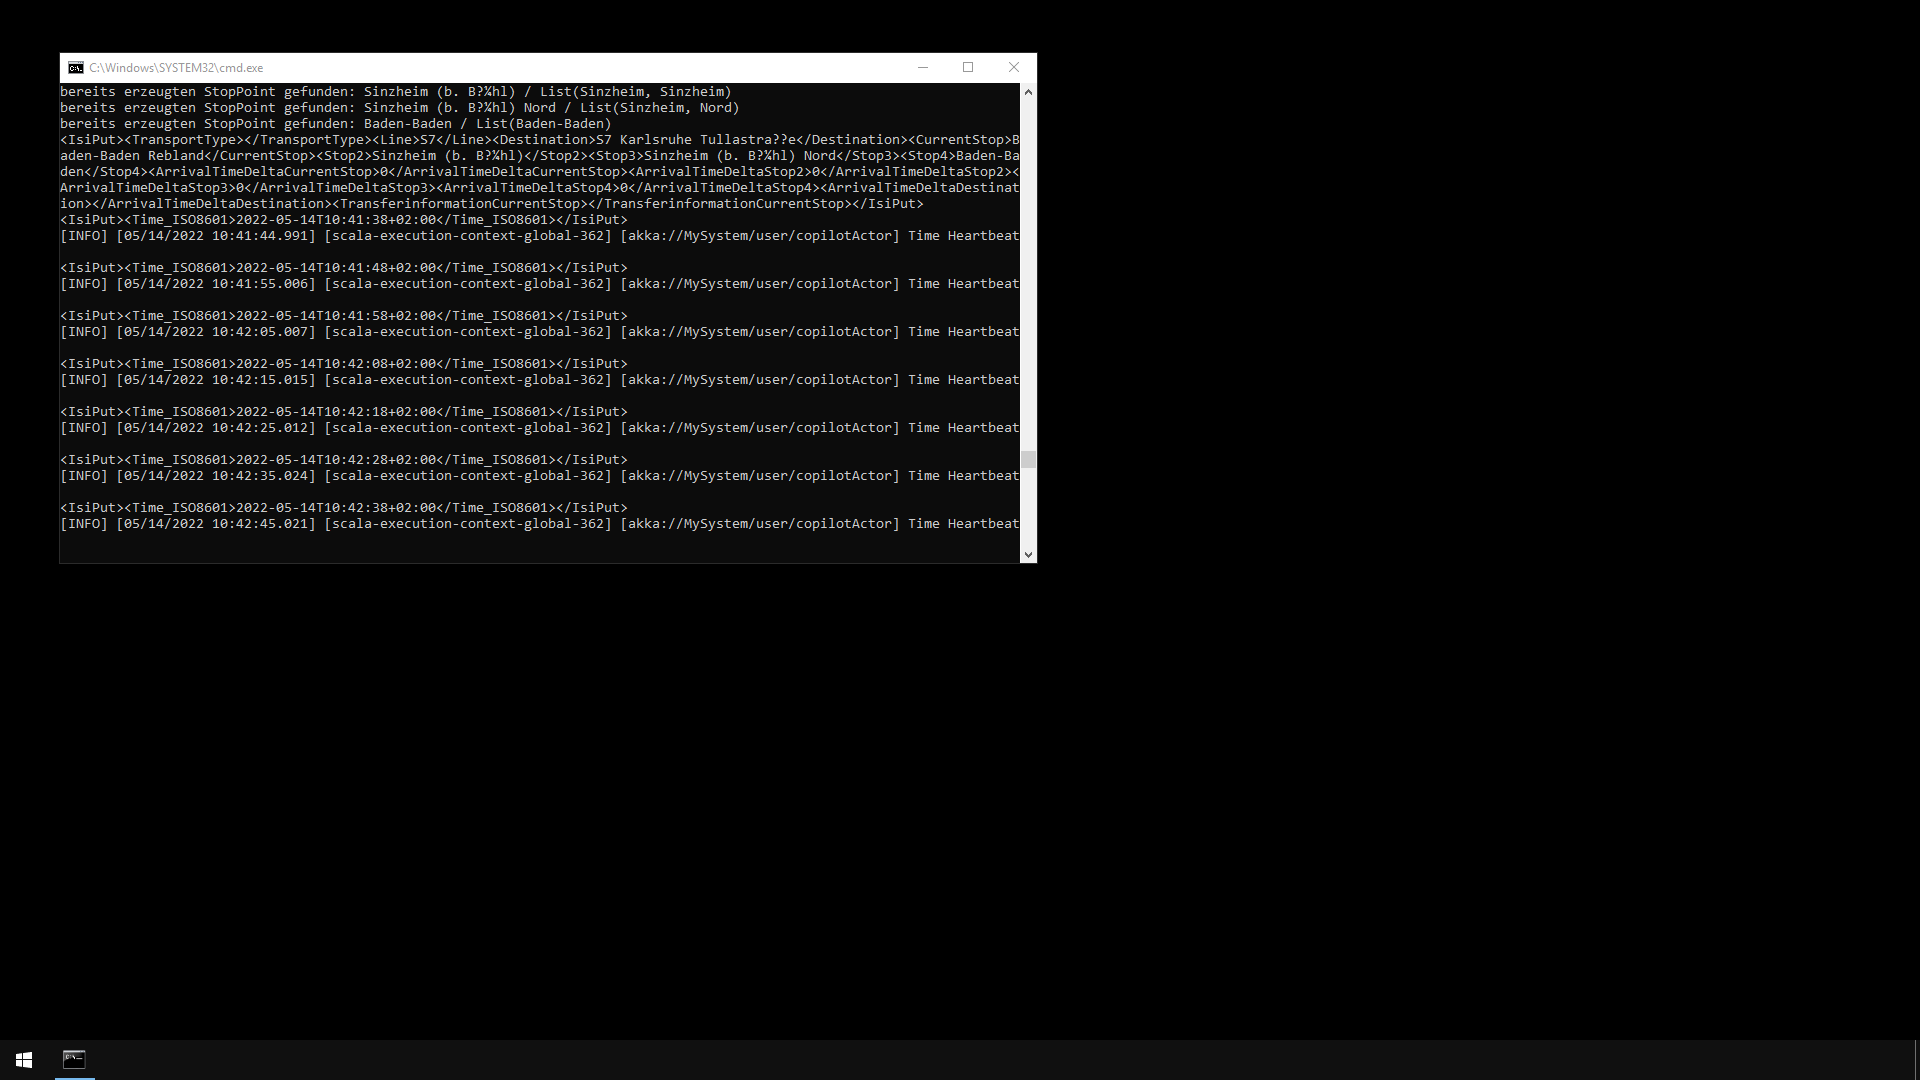 C:\Windows\SYSTEM32\cmd.exe
bereits erzeugten StopPoint gefunden: Sinzheim (b. B?¼hl) / List(Sinzheim, Sinzheim)
bereits erzeugten StopPoint gefunden: Sinzheim (b. B?¼hl) Nord / List(Sinzheim, Nord)
bereits erzeugten StopPoint gefunden: Baden-Baden / List(Baden-Baden)
<IsiPut><TransportType></TransportType><Line>S7</Line><Destination>S7 Karlsruhe Tullastra??e</Destination><CurrentStop>B
aden-Baden Rebland</CurrentStop><Stop2>Sinzheim (b. B?¼hl)</Stop2><Stop3>Sinzheim (b. B?¼hl) Nord</Stop3><Stop4>Baden-Ba
den</Stop4><ArrivalTimeDeltaCurrentStop>0</ArrivalTimeDeltaCurrentStop><ArrivalTimeDeltaStop2>0</ArrivalTimeDeltaStop2><
ArrivalTimeDeltaStop3>0</ArrivalTimeDeltaStop3><ArrivalTimeDeltaStop4>0</ArrivalTimeDeltaStop4><ArrivalTimeDeltaDestinat
ion></ArrivalTimeDeltaDestination><TransferinformationCurrentStop></TransferinformationCurrentStop></IsiPut>
<IsiPut><Time_ISO8601>2022-05-14T10:41:38+02:00</Time_ISO8601></IsiPut>
[INFO] [05/14/2022 10:41:44.991] [scala-execution-context-global-362] [akka://MySystem/user/copilotActor] Time Heartbeat
<IsiPut><Time_ISO8601>2022-05-14T10:41:48+02:00</Time_ISO8601></IsiPut>
[INFO] [05/14/2022 10:41:55.006] [scala-execution-context-global-362] [akka://MySystem/user/copilotActor] Time Heartbeat
<IsiPut><Time_ISO8601>2022-05-14T10:41:58+02:00</Time_ISO8601></IsiPut>
[INFO] [05/14/2022 10:42:05.007] [scala-execution-context-global-362] [akka://MySystem/user/copilotActor] Time Heartbeat
<IsiPut><Time_ISO8601>2022-05-14T10:42:08+02:00</Time_ISO8601></IsiPut>
[INFO] [05/14/2022 10:42:15.015] [scala-execution-context-global-362] [akka://MySystem/user/copilotActor] Time Heartbeat
<IsiPut><Time_ISO8601>2022-05-14T10:42:18+02:00</Time_ISO8601></IsiPut>
[INFO] [05/14/2022 10:42:25.012] [scala-execution-context-global-362] [akka://MySystem/user/copilotActor] Time Heartbeat
<IsiPut><Time_ISO8601>2022-05-14T10:42:28+02:00</Time_ISO8601></IsiPut>
[INFO] [05/14/2022 10:42:35.024] [scala-execution-context-global-362] [akka://MySystem/user/copilotActor] Time Heartbeat
<IsiPut><Time_ISO8601>2022-05-14T10:42:38+02:00</Time_ISO8601></IsiPut>
[INFO] [05/14/2022 10:42:45.021] [scala-execution-context-global-362] [akka://MySystem/user/copilotActor] Time Heartbeat